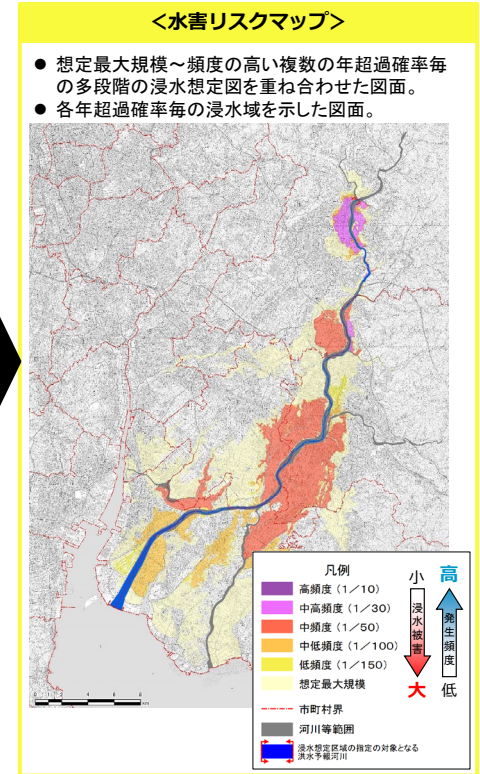 <水害リスクマップ>
● 想定最大規模～頻度の高い複数の年超過確率毎
の多段階の浸水想定図を重ね合わせた図面。
● 各年超過確率毎の浸水域を示した図面。
凡例
高頻度(1／10)
中高頻度(1／30)
中頻度(1／50)
中低頻度(1／100)
低頻度(1／150)
想定最大規模
市町村界
河川等範囲
浸水想定区域の指定の対象となる
洪水予報河川
小
浸水被害
大
高
発生頻度
低
0 1 2 4 6 8